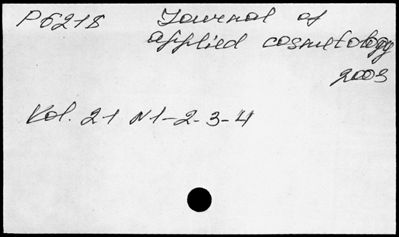 P6218 Journal of
applied cosmetology
2003
Vol. 21 N1-2-3-4